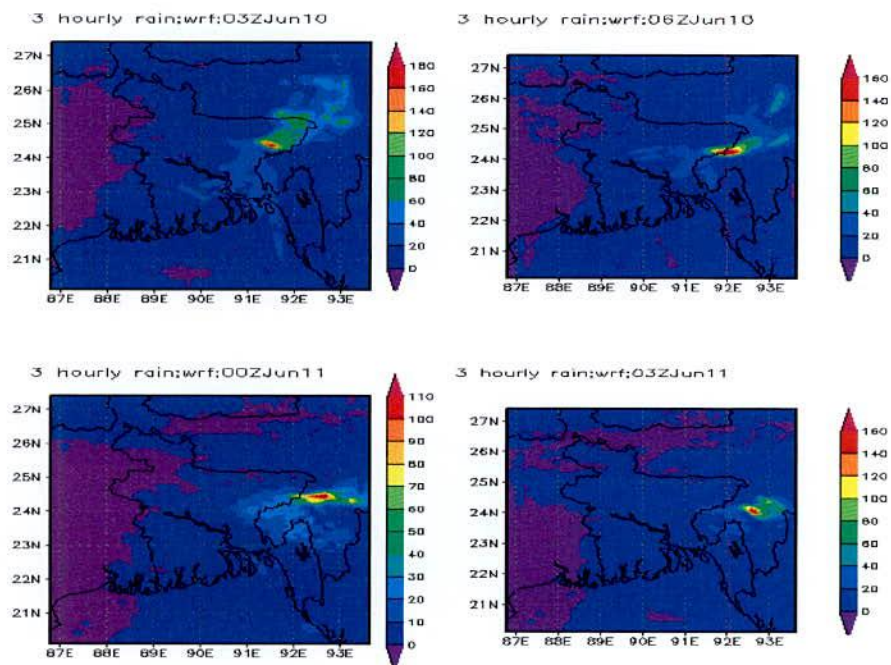 3 hourly rain;wrf;03ZJun10
27N
26N
25N
24N
23N
22N
21N
87E 88E 89E 90E 91E 92E 93E
180
160
140
120
100
80
60
40
20
0
3 hourly rain;wrf;06ZJun10
27N
26N
25N
24N
23N
22N
21N
87E 88E 89E 90E 91E 92E 93E
160
140
120
100
80
60
40
20
0
3 hourly rain;wrf;00ZJun11
27N
26N
25N
24N
23N
22N
21N
87E 88E 89E 90E 91E 92E 93E
110
100
90
80
70
60
50
40
30
20
10
0
3 hourly rain;wrf;03ZJun11
27N
26N
25N
24N
23N
22N
21N
87E 88E 89E 90E 91E 92E 93E
160
140
120
100
80
60
40
20
0